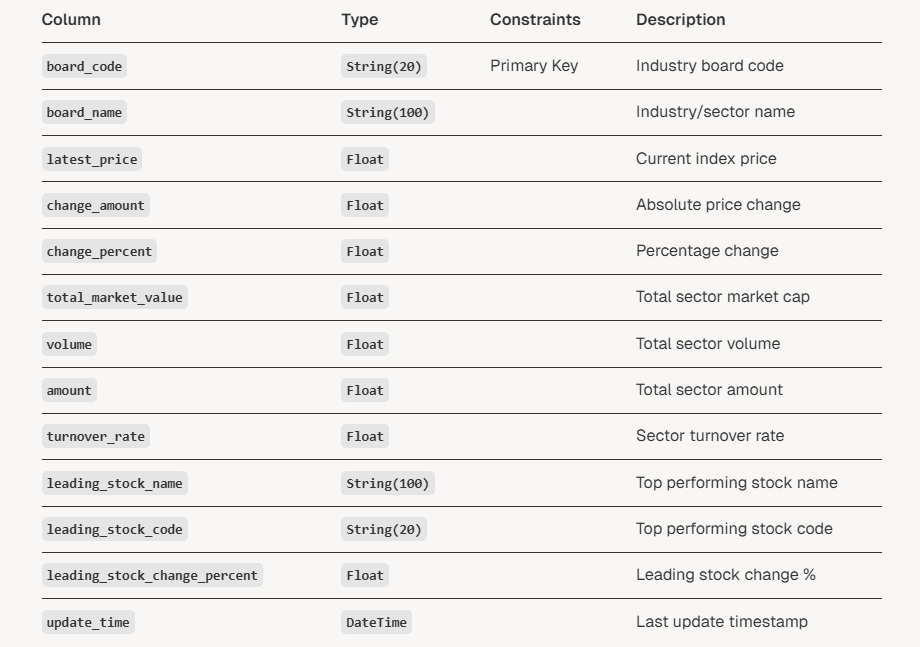 Column Type Constraints Description
board_code String(20) Primary Key Industry board code
board_name String(100) Industry/sector name
latest_price Float Current index price
change_amount Float Absolute price change
change_percent Float Percentage change
total_market_value Float Total sector market cap
volume Float Total sector volume
amount Float Total sector amount
turnover_rate Float Sector turnover rate
leading_stock_name String(100) Top performing stock name
leading_stock_code String(20) Top performing stock code
leading_stock_change_percent Float Leading stock change %
update_time DateTime Last update timestamp